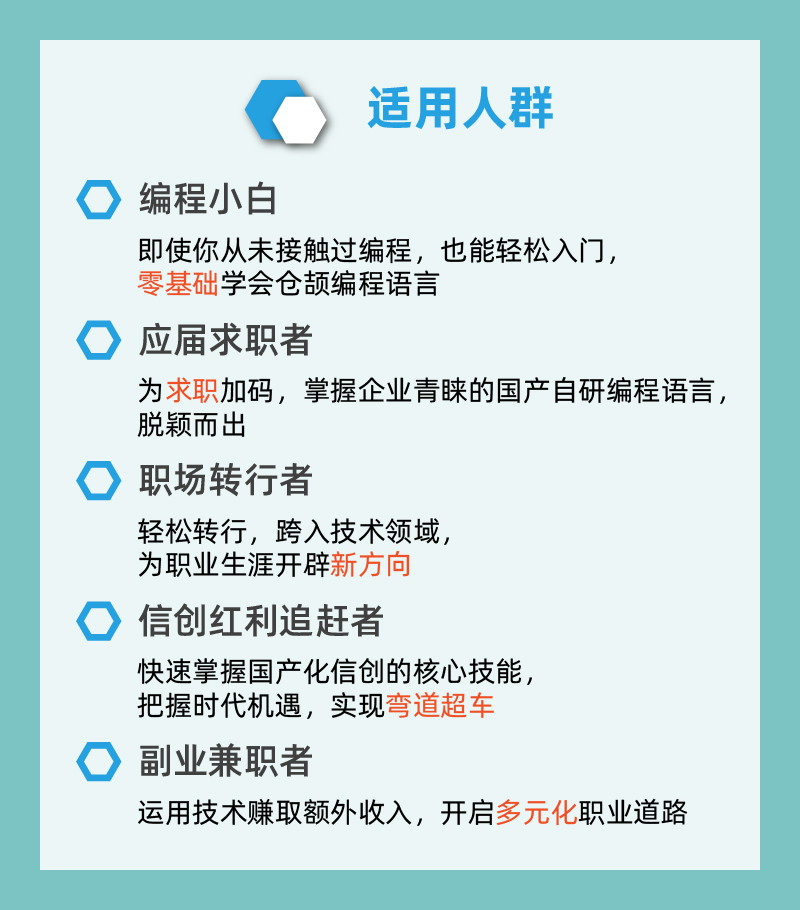 适用人群
编程小白
即使你从未接触过编程，也能轻松入门，
零基础学会仓颉编程语言
应届求职者
为求职加码，掌握企业青睐的国产自研编程语言，
脱颖而出
职场转行者
轻松转行，跨入技术领域，
为职业生涯开辟新方向
信创红利追赶者
快速掌握国产化信创的核心技能，
把握时代机遇，实现弯道超车
副业兼职者
运用技术赚取额外收入，开启多元化职业道路